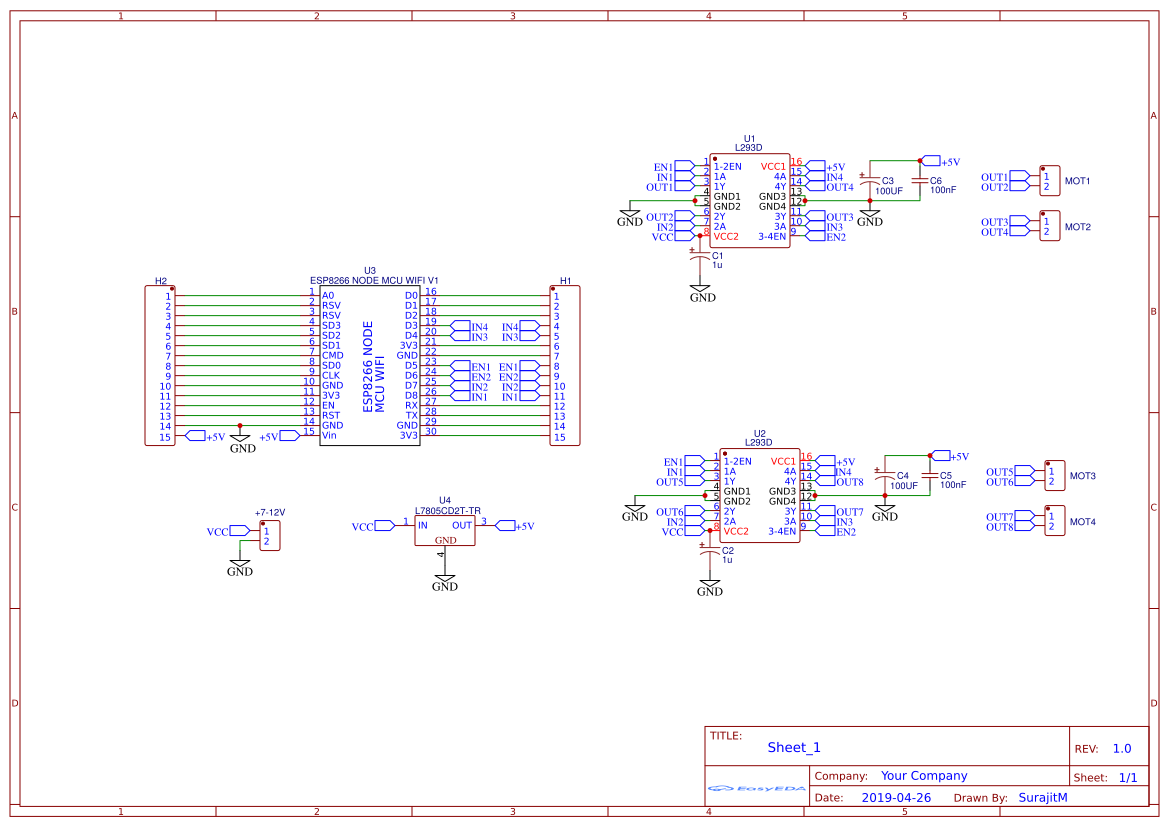 1 2 3 4 5
A A
B B
C C
D D
1 2 3 4 5
U1
L293D
EN1 1 1-2EN VCC1 16 +5V
IN1 2 1A 4A 15 IN4
OUT1 3 1Y 4Y 14 OUT4
4 GND1 GND3 13
5 GND2 GND4 12
OUT2 6 2Y 3Y 11 OUT3
IN2 7 2A 3A 10 IN3
VCC 8 VCC2 3-4EN 9 EN2
GND
C1
1u
GND
+5V
C3
100UF
C6
100nF
GND
OUT1 1
OUT2 2
MOT1
OUT3 1
OUT4 2
MOT2
U3
ESP8266 NODE MCU WIFI V1
H2 H1
1 1 A0 D0 16 1
2 2 RSV D1 17 2
3 3 RSV D2 18 3
4 4 SD3 D3 19 IN4 IN4 4
5 5 SD2 D4 20 IN3 IN3 5
6 6 SD1 3V3 21 6
7 7 CMD GND 22 7
8 8 SD0 D5 23 EN1 EN1 8
9 9 CLK D6 24 EN2 EN2 9
10 10 GND D7 25 IN2 IN2 10
11 11 3V3 D8 26 IN1 IN1 11
12 12 EN RX 27 12
13 13 RST TX 28 13
14 14 GND GND 29 14
15 +5V +5V 15 Vin 3V3 30 15
GND
ESP8266 NODE
MCU WIFI
U2
L293D
EN1 1 1-2EN VCC1 16 +5V
IN1 2 1A 4A 15 IN4
OUT5 3 1Y 4Y 14 OUT8
4 GND1 GND3 13
5 GND2 GND4 12
OUT6 6 2Y 3Y 11 OUT7
IN2 7 2A 3A 10 IN3
VCC 8 VCC2 3-4EN 9 EN2
GND
C2
1u
GND
+5V
C4
100UF
C5
100nF
GND
OUT5 1
OUT6 2
MOT3
OUT7 1
OUT8 2
MOT4
+7-12V
VCC 1
2
GND
U4
L7805CD2T-TR
VCC 1 IN OUT 3 +5V
GND
4
GND
TITLE:
Sheet_1
REV: 1.0
EasyEDA
Company: Your Company
Sheet: 1/1
Date: 2019-04-26 Drawn By: SurajitM